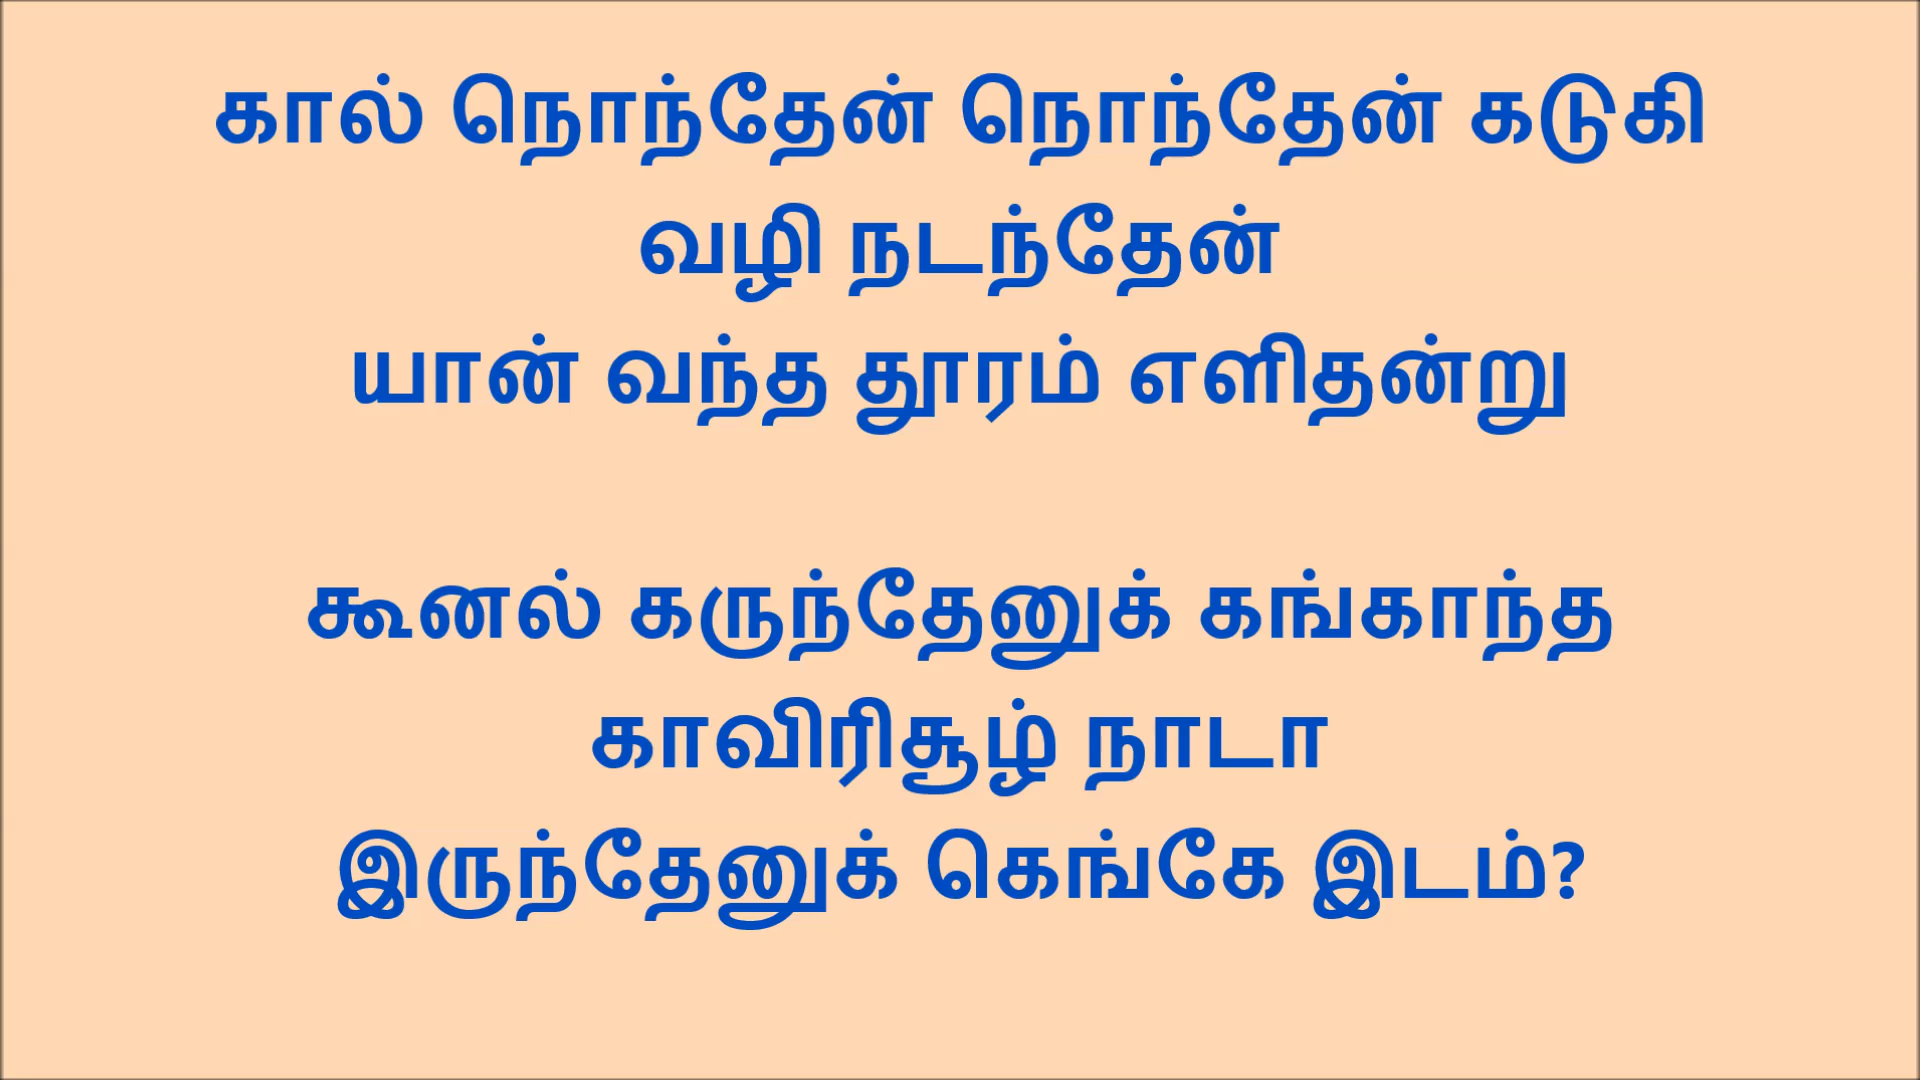 கால் நொந்தேன் நொந்தேன் கடுகி
வழி நடந்தேன்
யான் வந்த தூரம் எளிதன்று
கூனல் கருந்தேனுக் கங்காந்த
காவிரிசூழ் நாடா
இருந்தேனுக் கெங்கே இடம்?